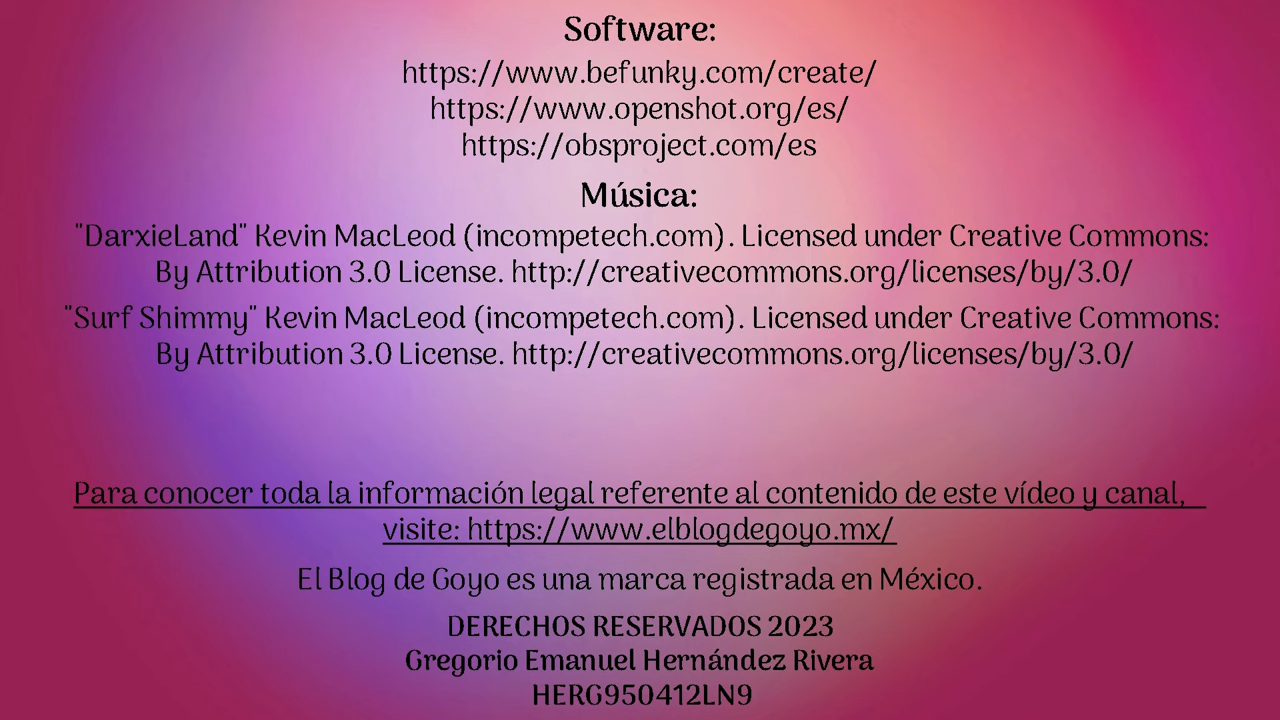 Software:
https://www.befunky.com/create/
https://www.openshot.org/es/
https://obsproject.com/es
Música:
"DarxieLand" Kevin MacLeod (incompetech.com). Licensed under Creative Commons:
By Attribution 3.0 License. http://creativecommons.org/licenses/by/3.0/
"Surf Shimmy" Kevin MacLeod (incompetech.com). Licensed under Creative Commons:
By Attribution 3.0 License. http://creativecommons.org/licenses/by/3.0/
Para conocer toda la información legal referente al contenido de este vídeo y canal,
visite: https://www.elblogdegoyo.mx/
El Blog de Goyo es una marca registrada en México.
DERECHOS RESERVADOS 2023
Gregorio Emanuel Hernández Rivera
HERG950412LN9